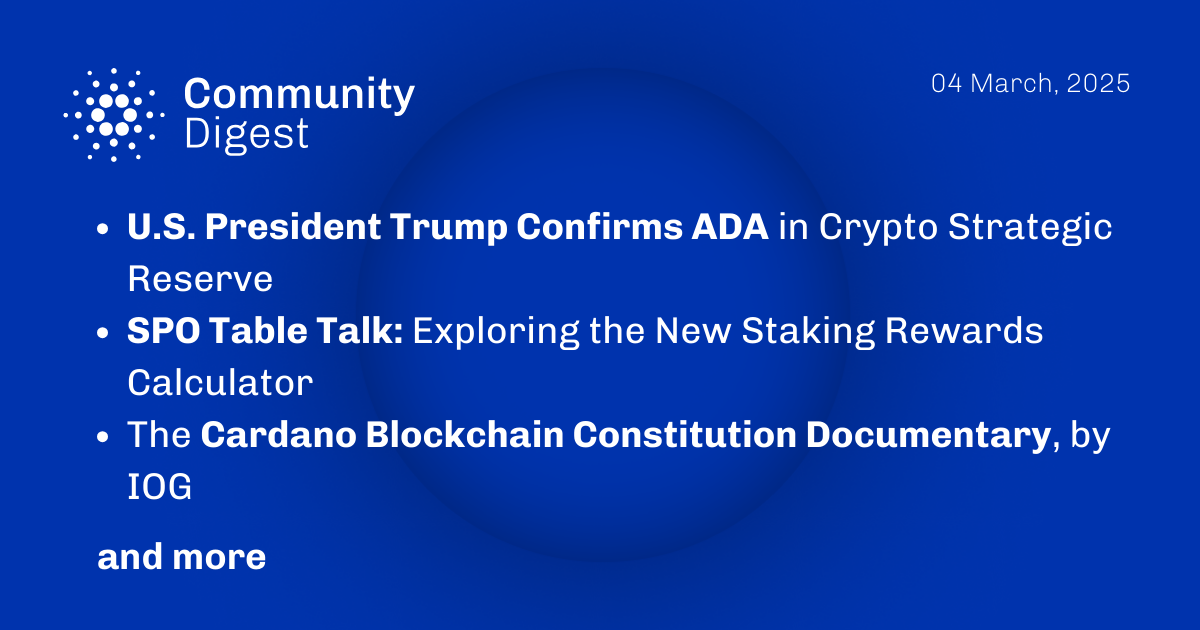 Community
Digest
04 March, 2025
• U.S. President Trump Confirms ADA in Crypto Strategic
Reserve
• SPO Table Talk: Exploring the New Staking Rewards
Calculator
• The Cardano Blockchain Constitution Documentary, by
IOG
and more